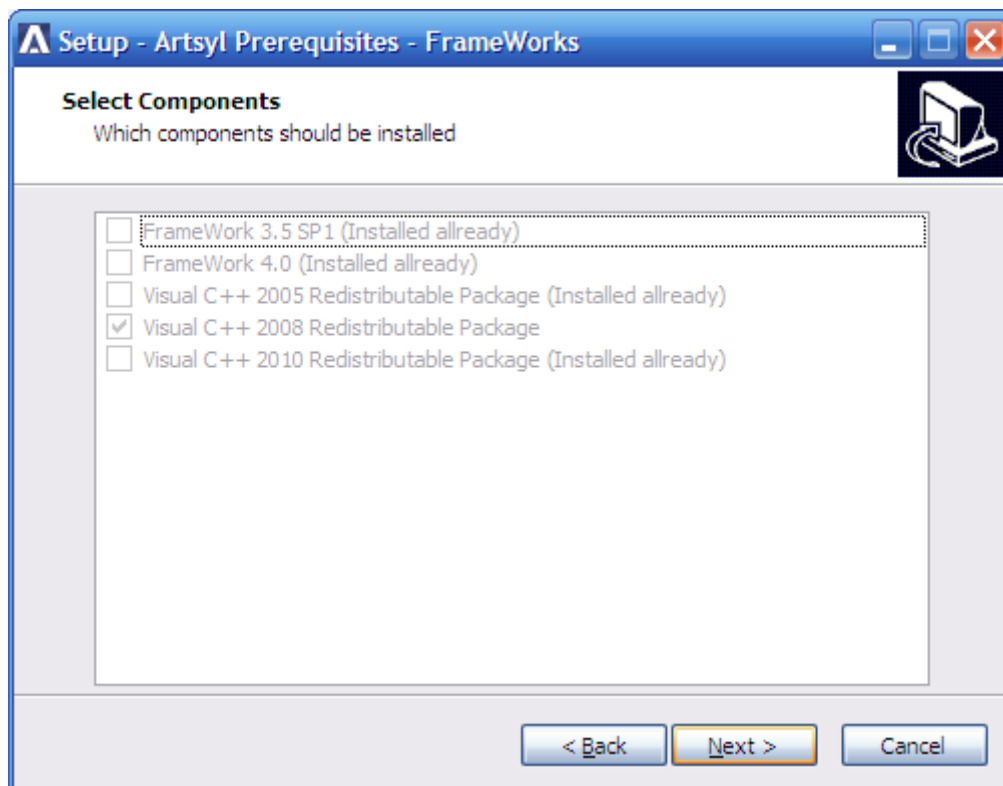 Setup - Artsyl Prerequisites - FrameWorks
Select Components
Which components should be installed
FrameWork 3.5 SP1 (Installed allready)
FrameWork 4.0 (Installed allready)
Visual C++ 2005 Redistributable Package (Installed allready)
Visual C++ 2008 Redistributable Package
Visual C++ 2010 Redistributable Package (Installed allready)
< Back Next > Cancel